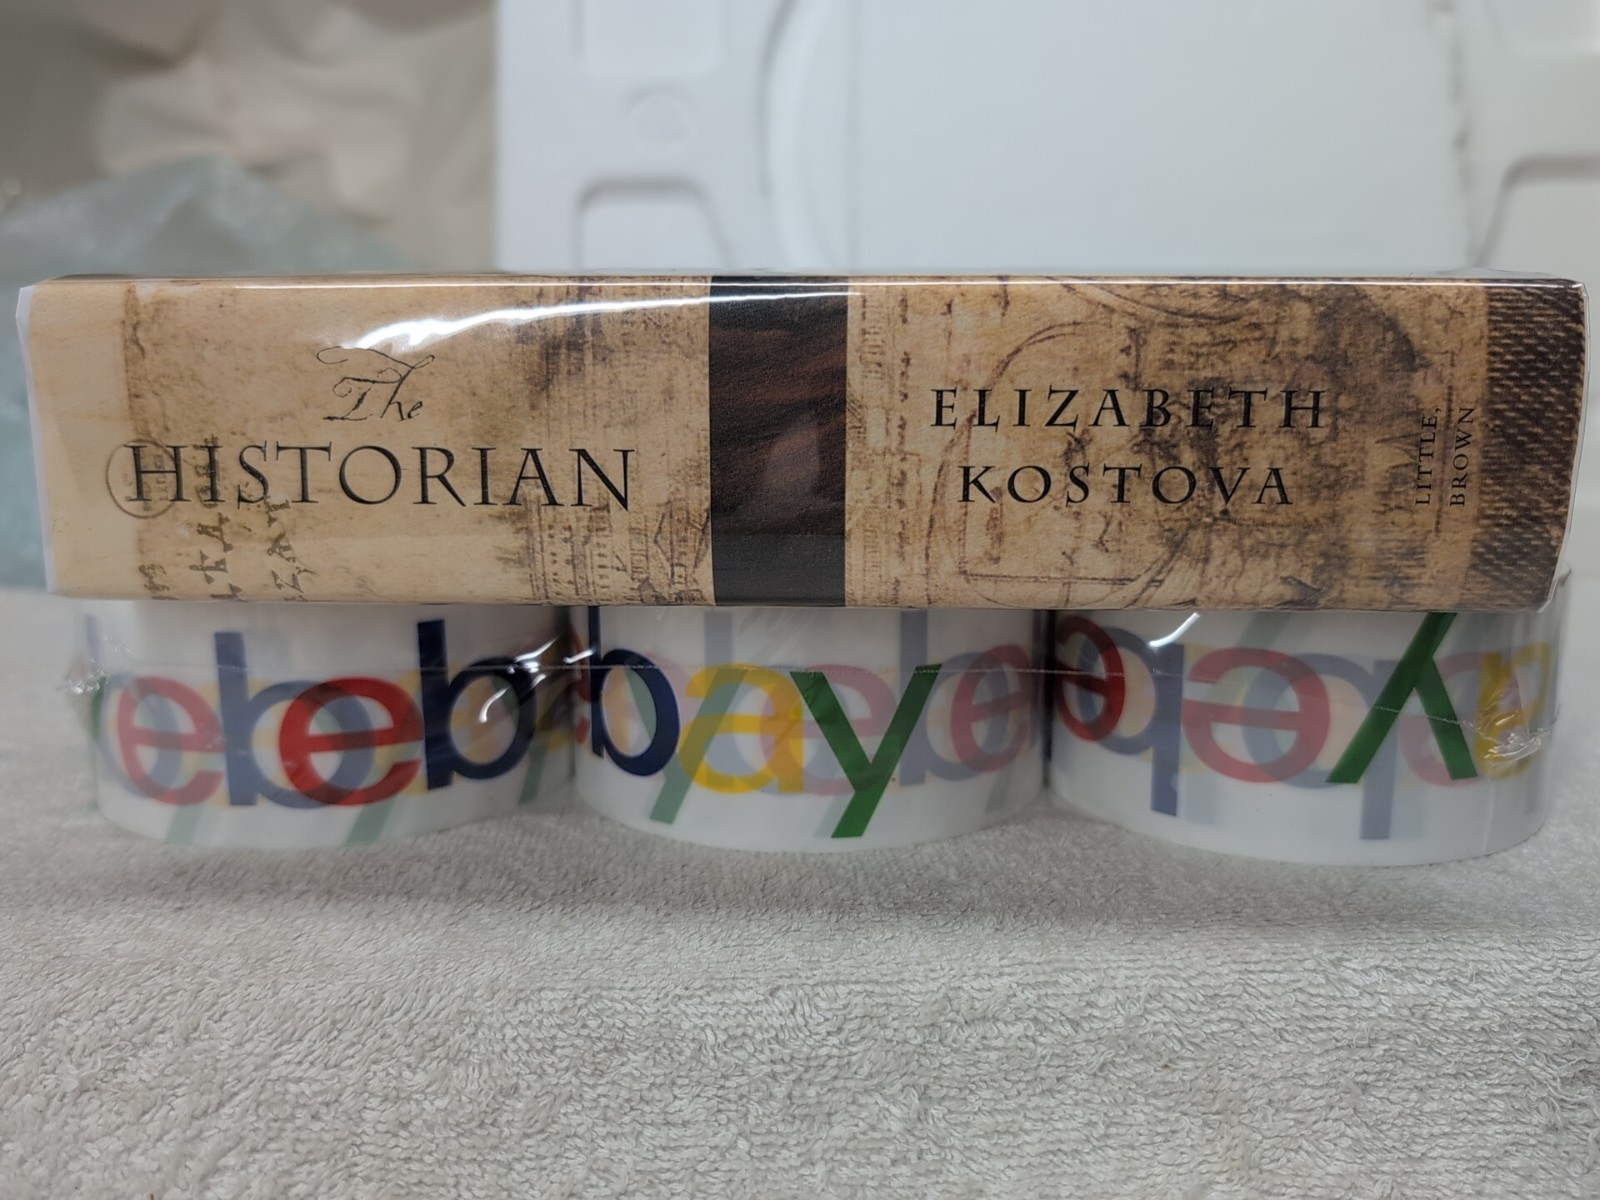 The
HISTORIAN
ELIZABETH
KOSTOVA
LITTLE,
BROWN
ebay